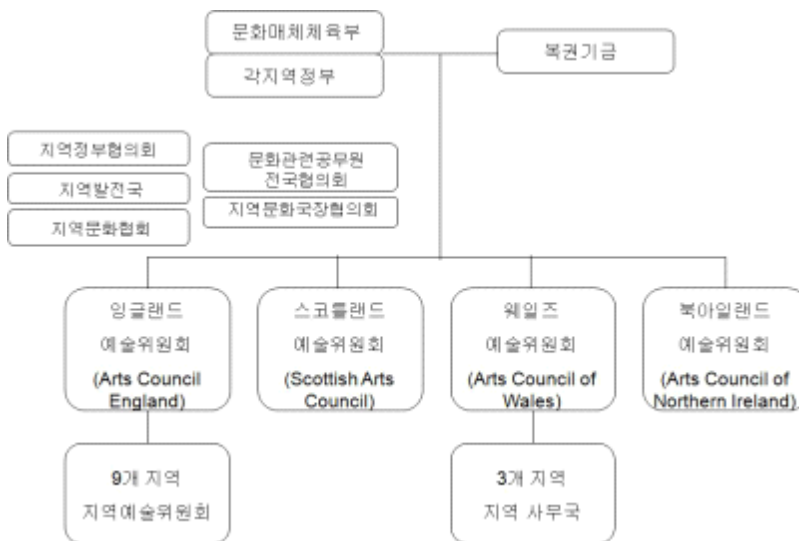 문화매체체육부
복권기금
각지역정부
지역정부협의회
지역발전국
지역문화협회
문화관련공무원
전국협의회
지역문화국장협의회
잉글랜드
예술위원회
(Arts Council
England)
스코틀랜드
예술위원회
(Scottish Arts
Council)
웨일즈
예술위원회
(Arts Council of
Wales)
북아일랜드
예술위원회
(Arts Council of
Northern Ireland)
9개 지역
지역예술위원회
3개 지역
지역 사무국